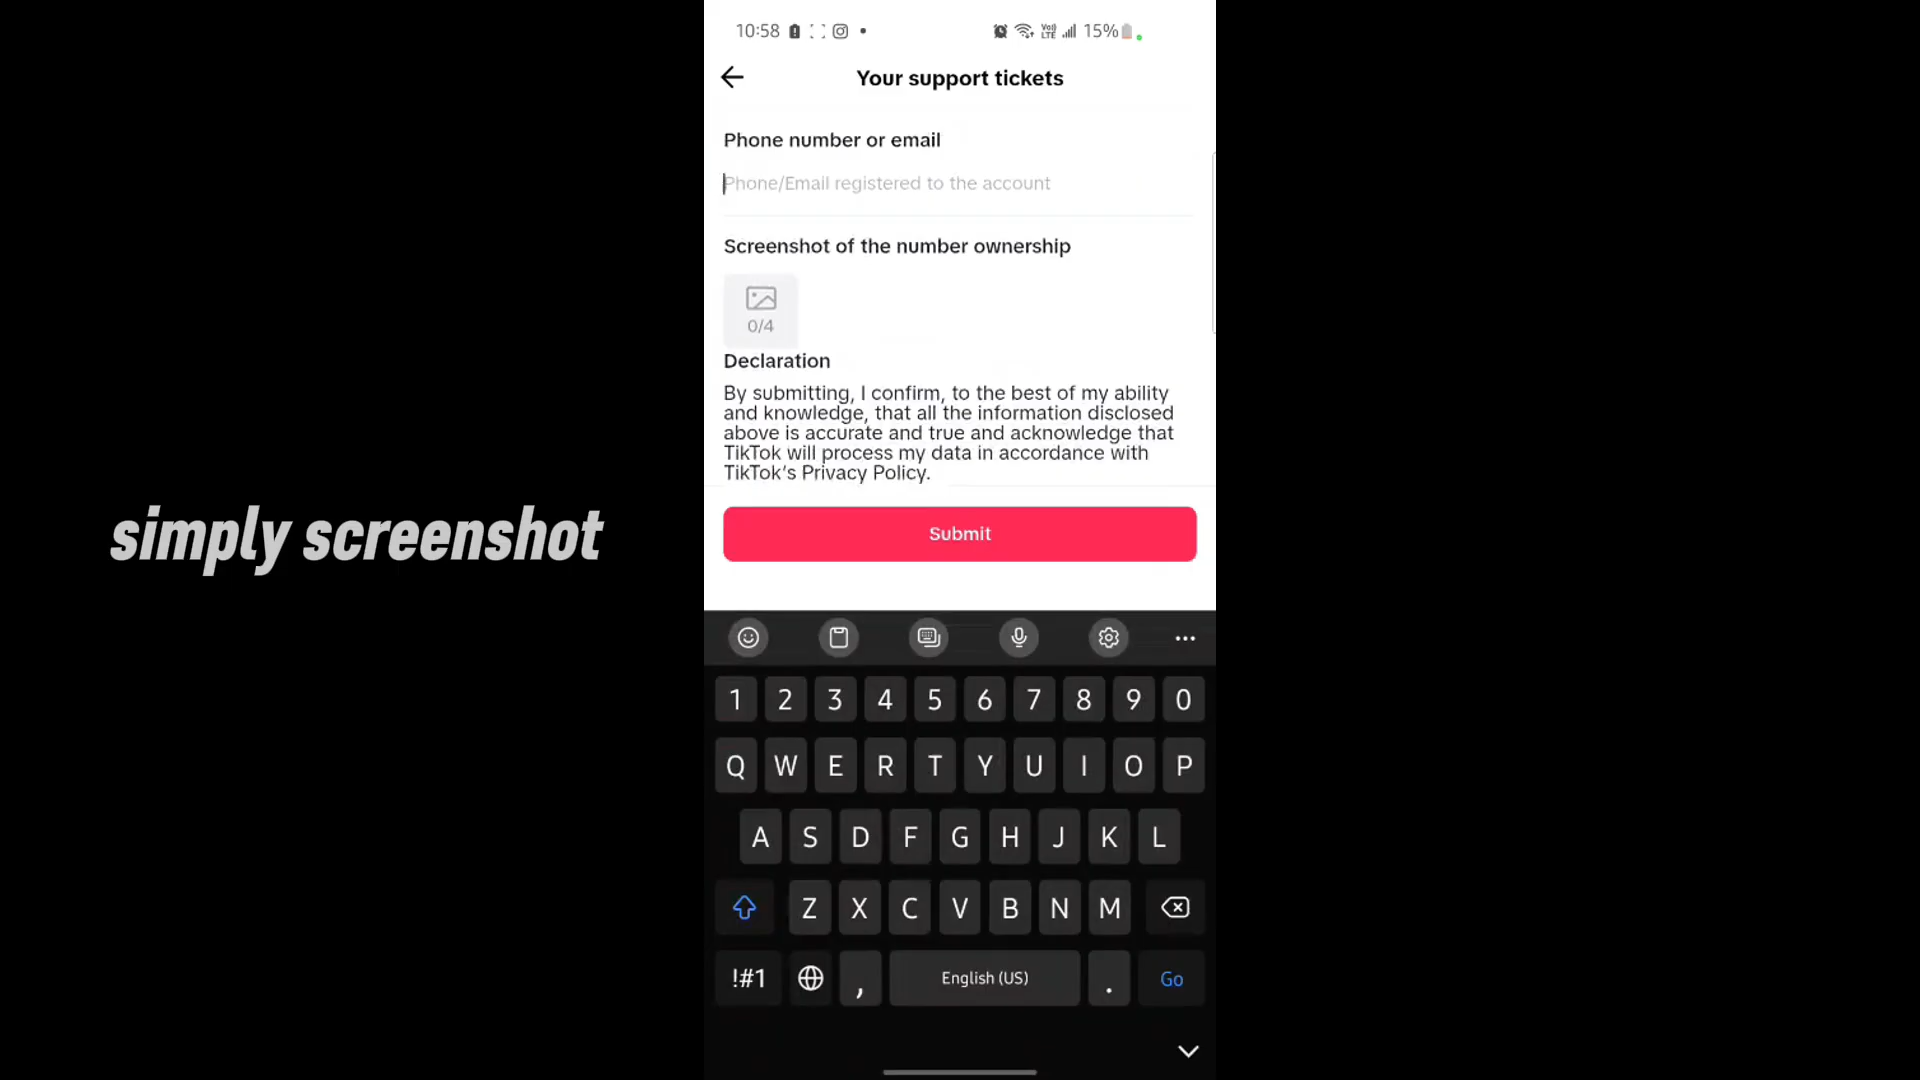 10:58
VoLTE 15%
Your support tickets
Phone number or email
Phone/Email registered to the account
Screenshot of the number ownership
0/4
Declaration
By submitting, I confirm, to the best of my ability
and knowledge, that all the information disclosed
above is accurate and true and acknowledge that
TikTok will process my data in accordance with
TikTok's Privacy Policy.
simply screenshot
Submit
1 2 3 4 5 6 7 8 9 0
Q W E R T Y U I O P
A S D F G H J K L
Z X C V B N M
!#1 , English (US) . Go